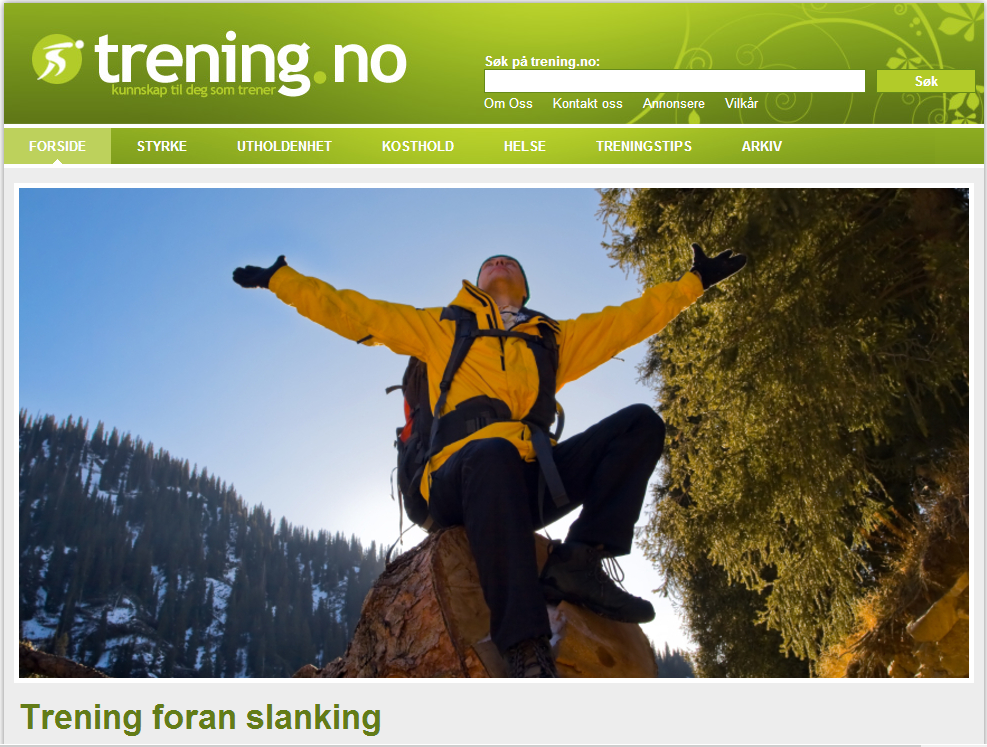 trening.no
kunnskap til deg som trener
Søk på trening.no:
Søk
Om Oss Kontakt oss Annonsere Vilkår
FORSIDE STYRKE UTHOLDENHET KOSTHOLD HELSE TRENINGSTIPS ARKIV
Trening foran slanking